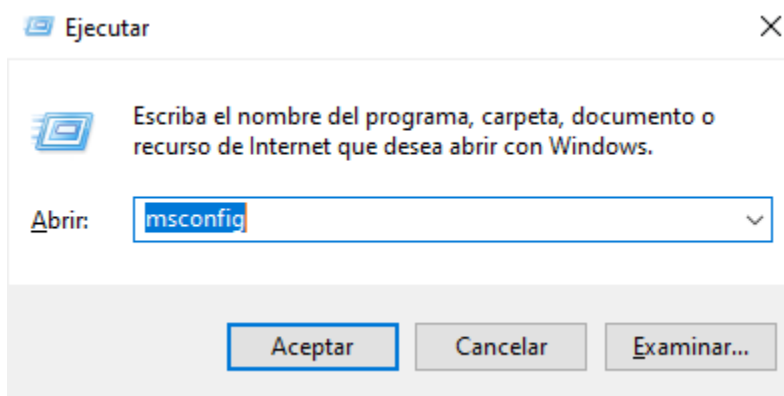 Ejecutar
Escriba el nombre del programa, carpeta, documento o
recurso de Internet que desea abrir con Windows.
Abrir: msconfig
Aceptar Cancelar Examinar...